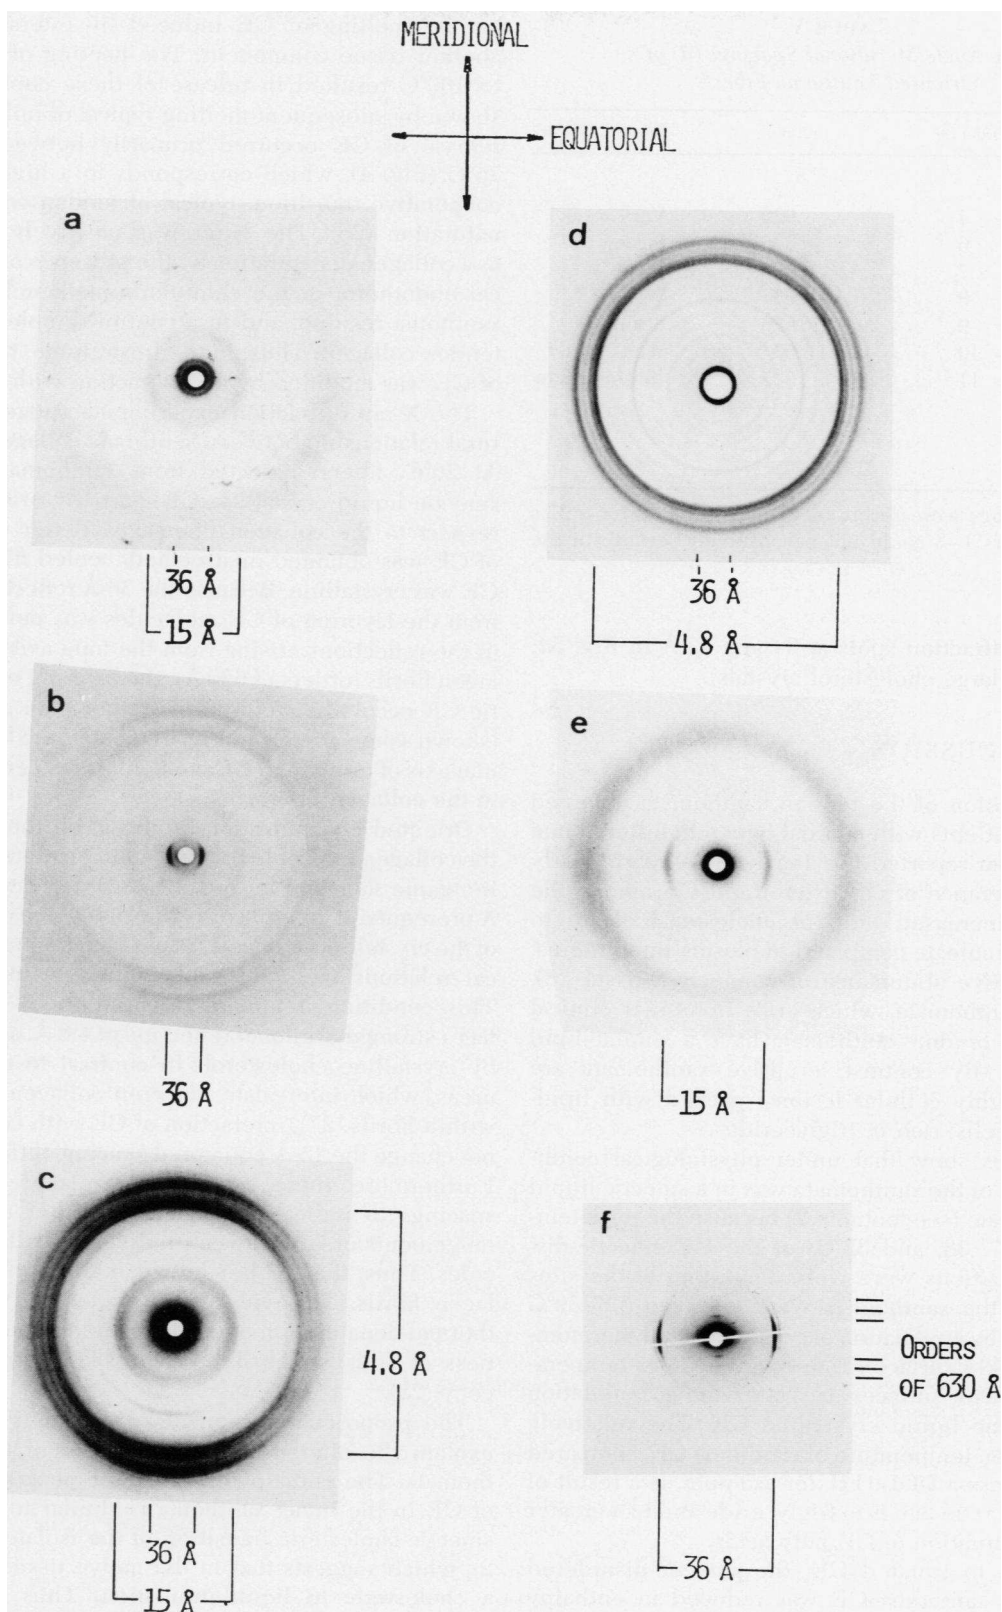 MERIDIONAL
EQUATORIAL
a
36 Å
15 Å
d
36 Å
4.8 Å
b
36 Å
e
15 Å
c
4.8 Å
36 Å
15 Å
f
ORDERS
OF 630 Å
36 Å